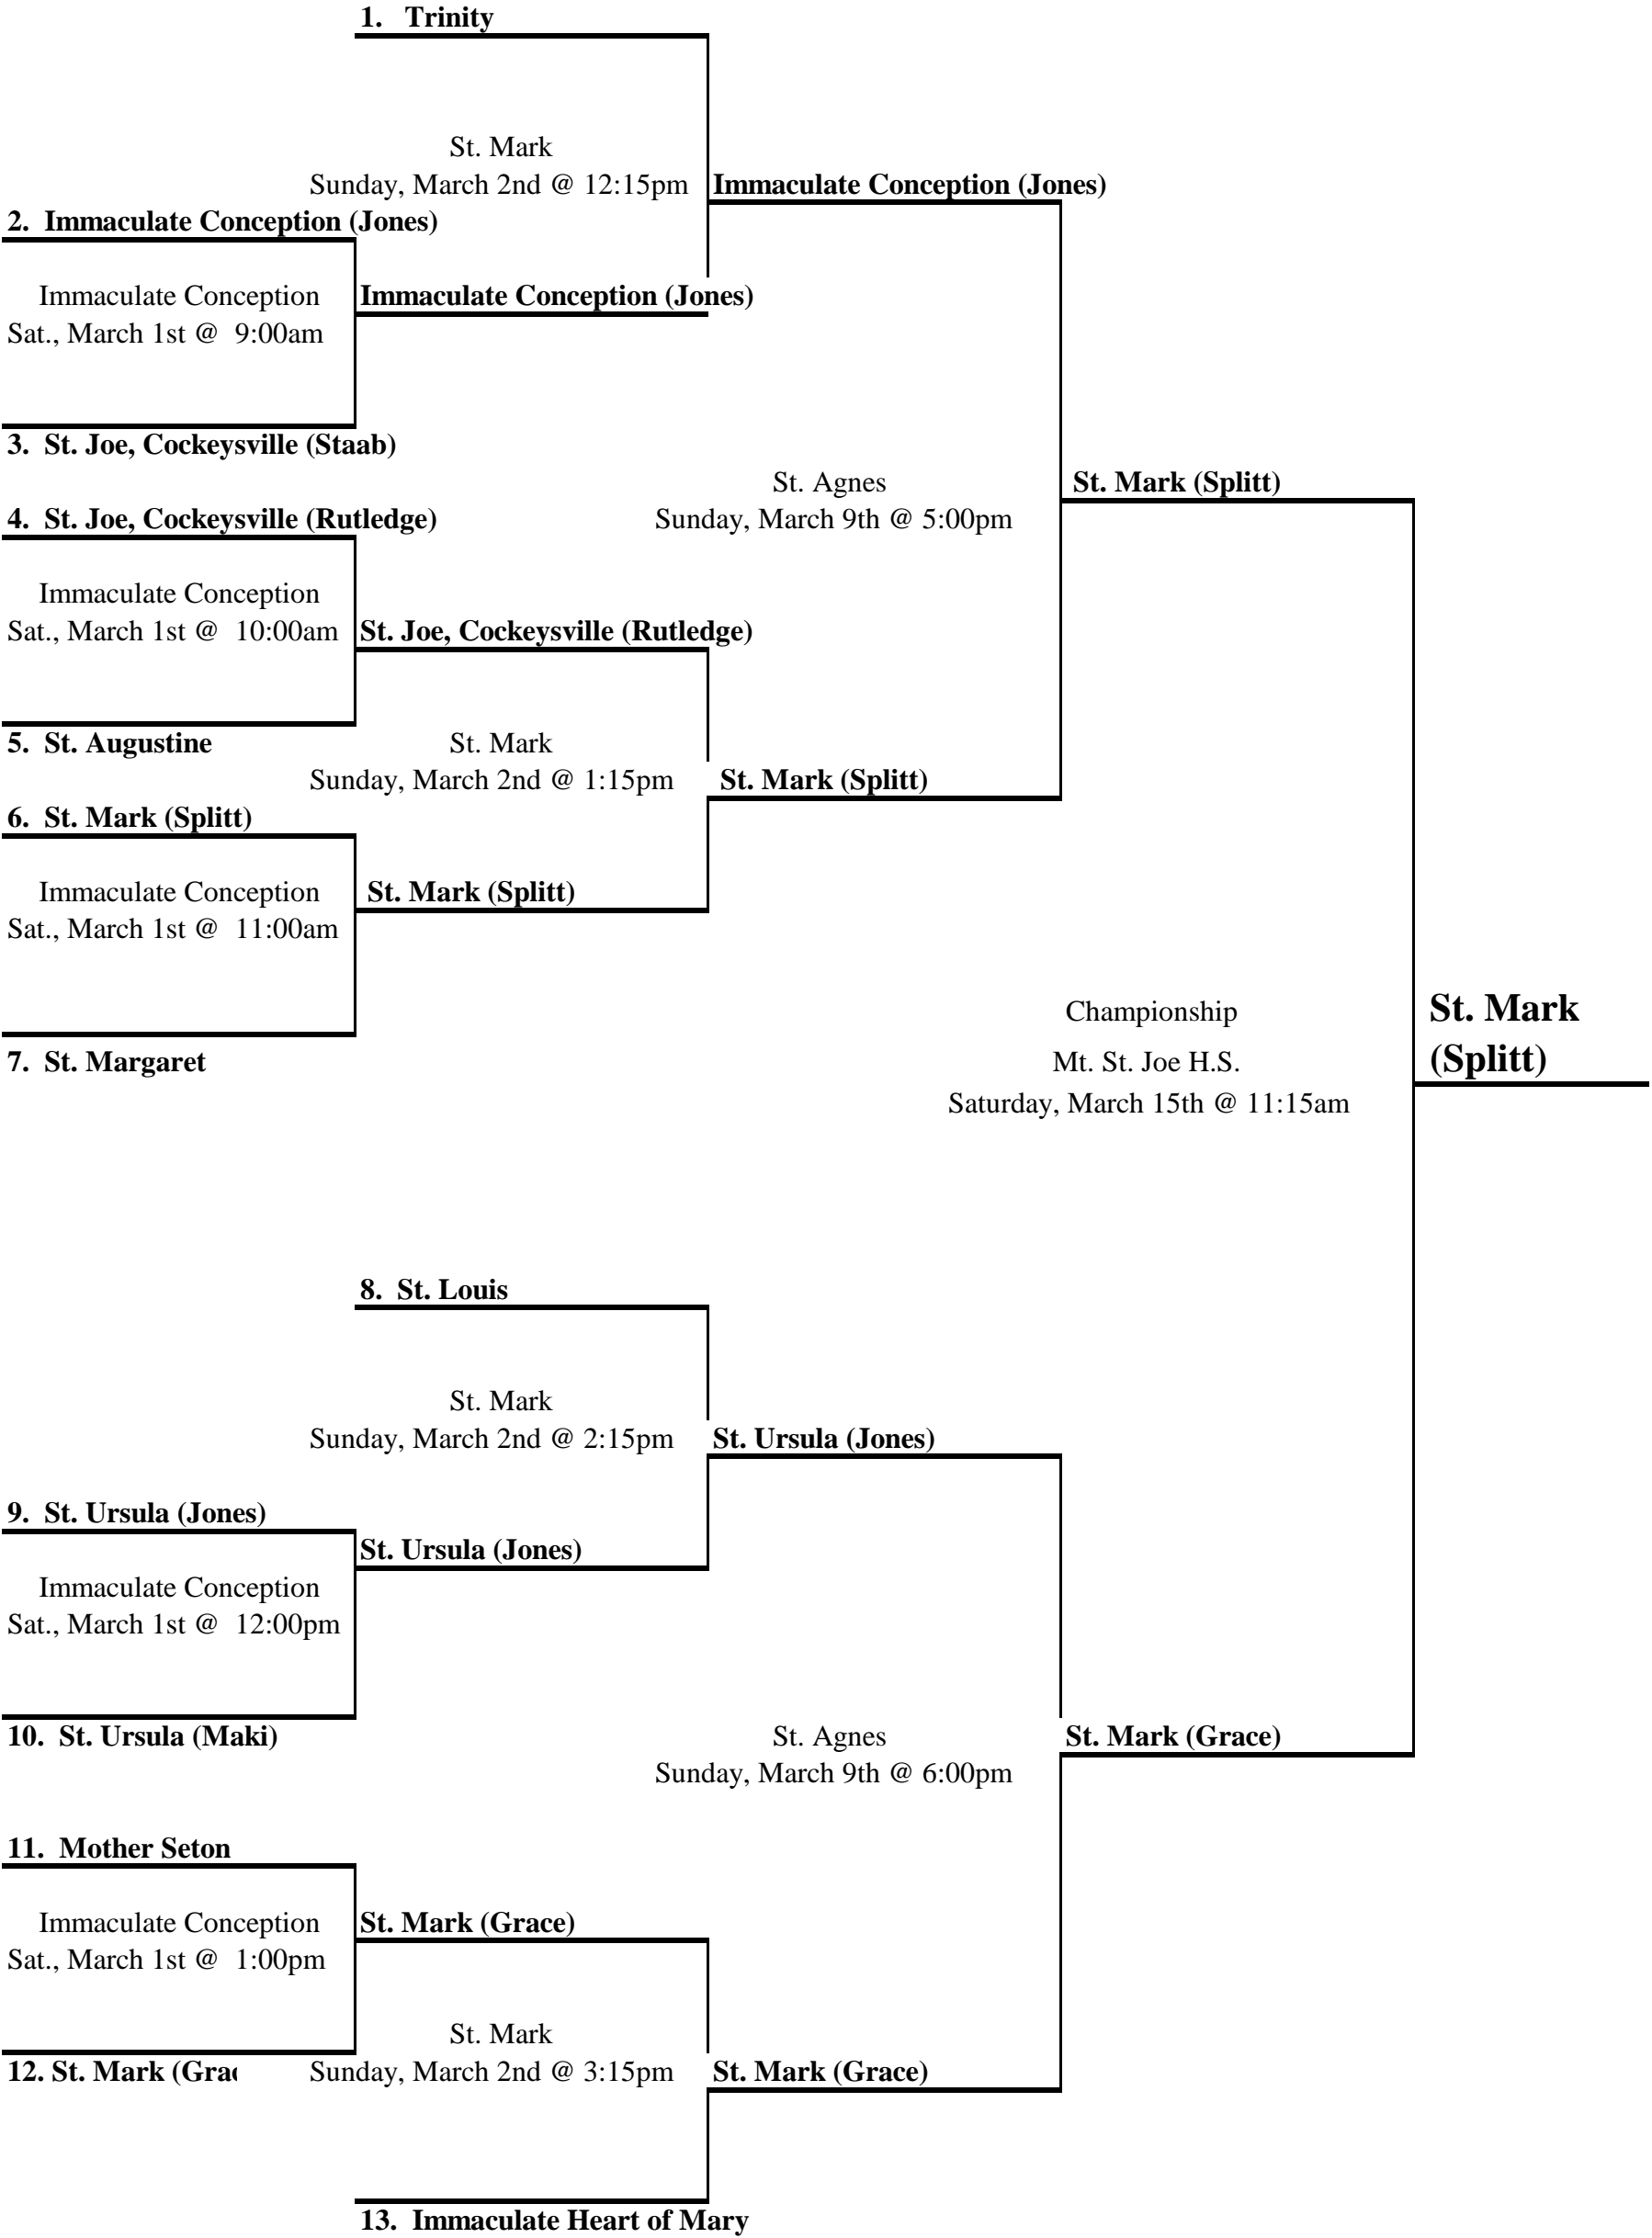 1. Trinity
St. Mark
Sunday, March 2nd @ 12:15pm
Immaculate Conception (Jones)
2. Immaculate Conception (Jones)
Immaculate Conception
Immaculate Conception (Jones)
Sat., March 1st @ 9:00am
3. St. Joe, Cockeysville (Staab)
St. Agnes
St. Mark (Splitt)
4. St. Joe, Cockeysville (Rutledge)
Sunday, March 9th @ 5:00pm
Immaculate Conception
Sat., March 1st @ 10:00am
St. Joe, Cockeysville (Rutledge)
5. St. Augustine
St. Mark
Sunday, March 2nd @ 1:15pm
St. Mark (Splitt)
6. St. Mark (Splitt)
Immaculate Conception
St. Mark (Splitt)
Sat., March 1st @ 11:00am
Championship
St. Mark
(Splitt)
7. St. Margaret
Mt. St. Joe H.S.
Saturday, March 15th @ 11:15am
8. St. Louis
St. Mark
Sunday, March 2nd @ 2:15pm
St. Ursula (Jones)
9. St. Ursula (Jones)
St. Ursula (Jones)
Immaculate Conception
Sat., March 1st @ 12:00pm
10. St. Ursula (Maki)
St. Agnes
St. Mark (Grace)
Sunday, March 9th @ 6:00pm
11. Mother Seton
Immaculate Conception
St. Mark (Grace)
Sat., March 1st @ 1:00pm
St. Mark
12. St. Mark (Grac
Sunday, March 2nd @ 3:15pm
St. Mark (Grace)
13. Immaculate Heart of Mary